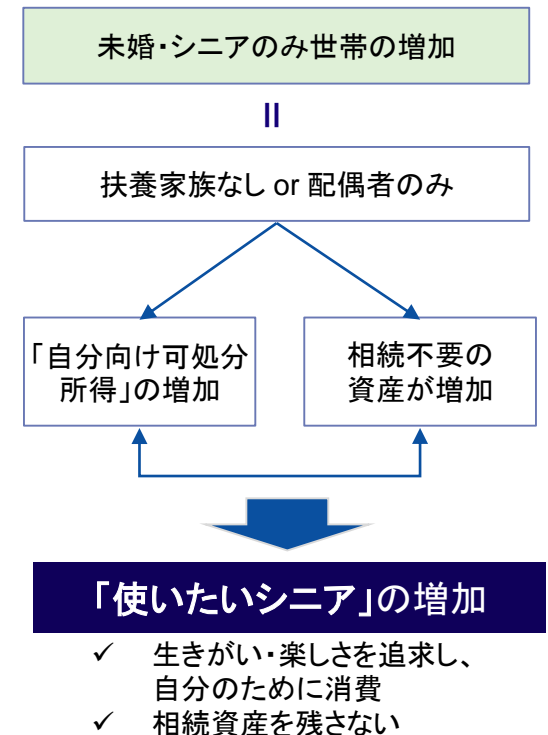 未婚・シニアのみ世帯の増加
=
扶養家族なし or 配偶者のみ
「自分向け可処分
所得」の増加
相続不要の
資産が増加
「使いたいシニア」の増加
✓ 生きがい・楽しさを追求し、
自分のために消費
✓ 相続資産を残さない